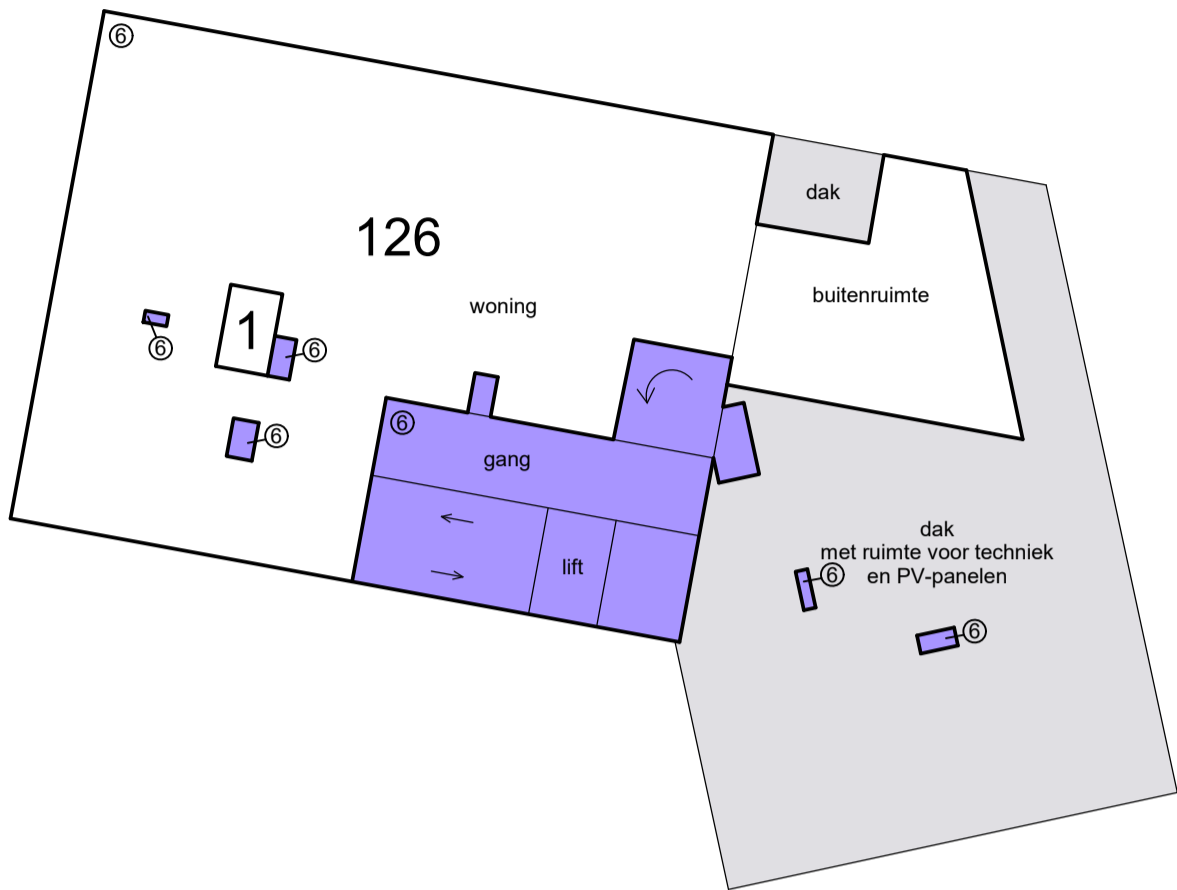 6
dak
126
buitenruimte
woning
1
6
6
6
6
gang
dak
met ruimte voor techniek
en PV-panelen
lift
6
6